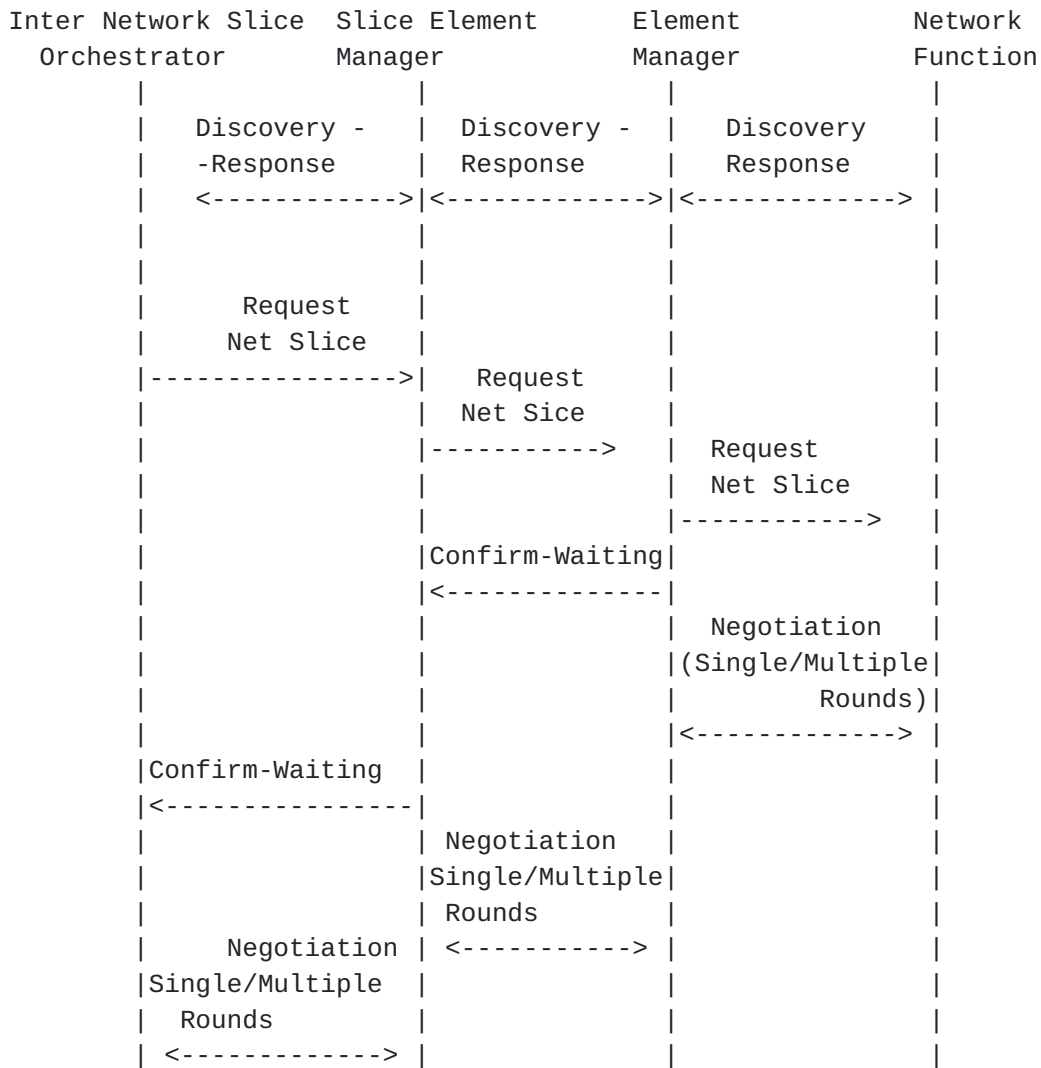 Inter Network Slice  Slice Element      Element           Network
  Orchestrator       Manager            Manager           Function
        |                 |               |                |
        |   Discovery -   |  Discovery -  |   Discovery    |
        |   -Response     |  Response     |   Response     |
        |   <------------>|<------------->|<-------------> |
        |                 |               |                |
        |                 |               |                |
        |      Request    |               |                |
        |     Net Slice   |               |                |
        |---------------->|   Request     |                |
        |                 |  Net Sice     |                |
        |                 |----------->   |  Request       |
        |                 |               |  Net Slice     |
        |                 |               |------------>   |
        |                 |Confirm-Waiting|                |
        |                 |<--------------|                |
        |                 |               |  Negotiation   |
        |                 |               |(Single/Multiple|
        |                 |               |         Rounds)|
        |                 |               |<-------------> |
        |Confirm-Waiting  |               |                |
        |<----------------|               |                |
        |                 | Negotiation   |                |
        |                 |Single/Multiple|                |
        |                 | Rounds        |                |
        |     Negotiation | <-----------> |                |
        |Single/Multiple  |               |                |
        |  Rounds         |               |                |
        | <-------------> |               |                |